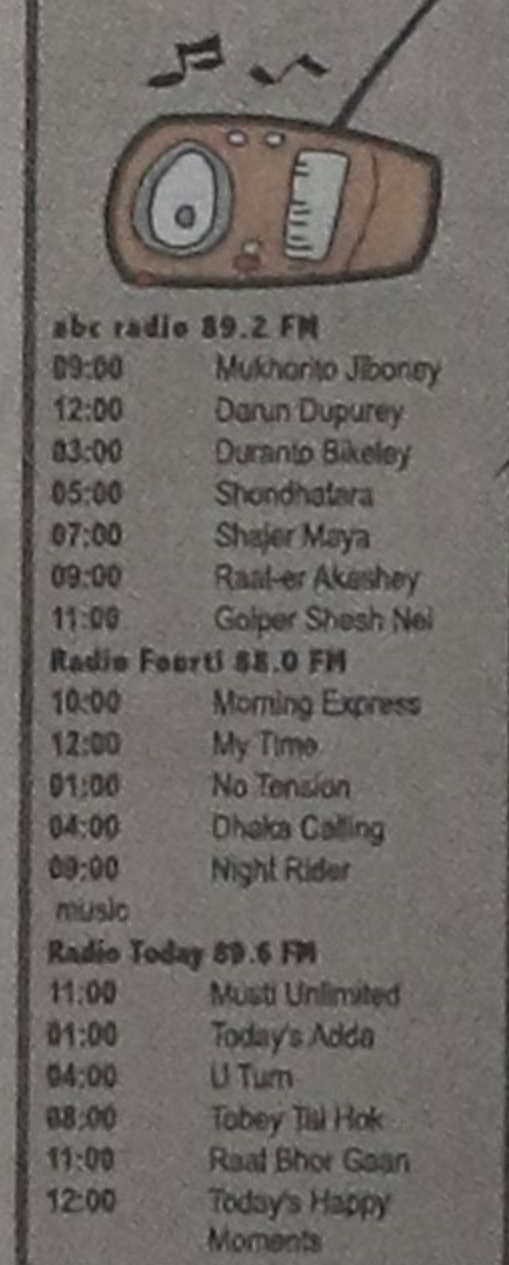 abc radio 89.2 FM
09:00 Mukhorito Jiboney
12:00 Darun Dupurey
03:00 Duranto Bikeley
05:00 Shondhatara
07:00 Shajer Maya
09:00 Raat-er Akashey
11:00 Golper Shesh Nei
Radio Foorti 88.0 FM
10:00 Morning Express
12:00 My Time
01:00 No Tension
04:00 Dhaka Calling
09:00 Night Rider
music
Radio Today 89.6 FM
11:00 Musti Unlimited
01:00 Today's Adda
04:00 U Turn
08:00 Tobey Tai Hok
11:00 Raat Bhor Gaan
12:00 Today's Happy
Moments